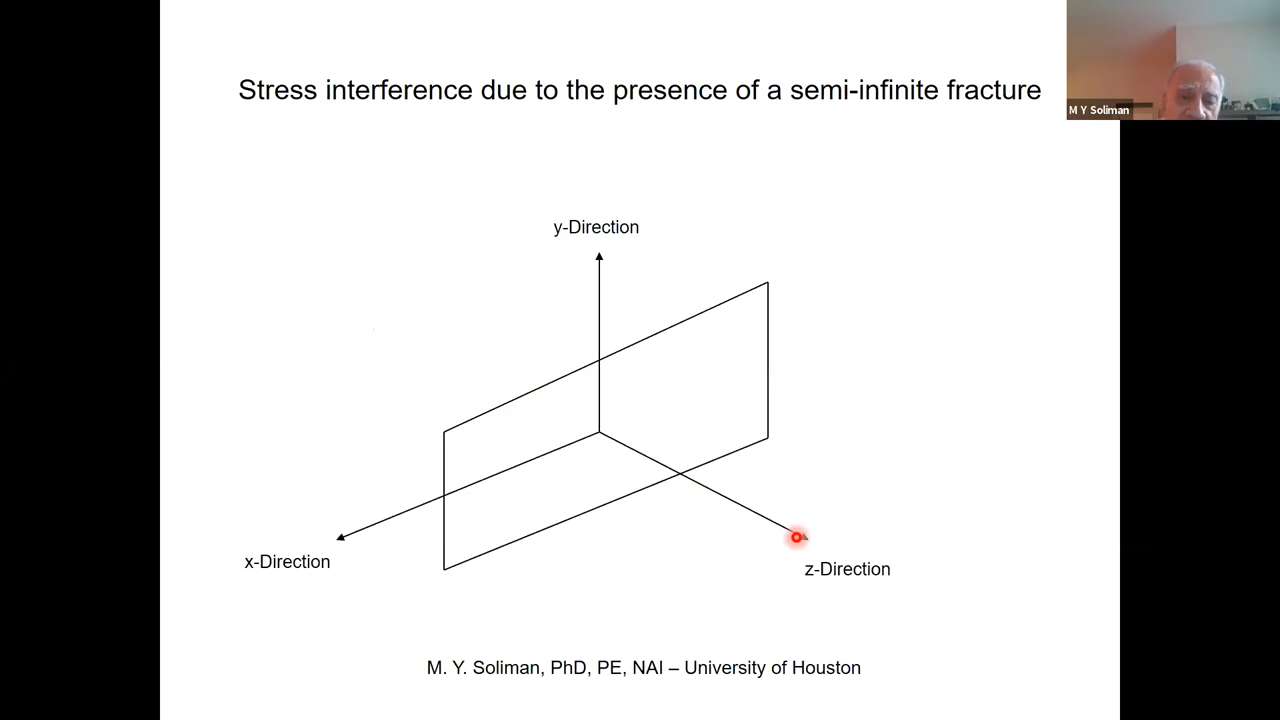 Stress interference due to the presence of a semi-infinite fracture
M Y Soliman
y-Direction
x-Direction
z-Direction
M. Y. Soliman, PhD, PE, NAI – University of Houston